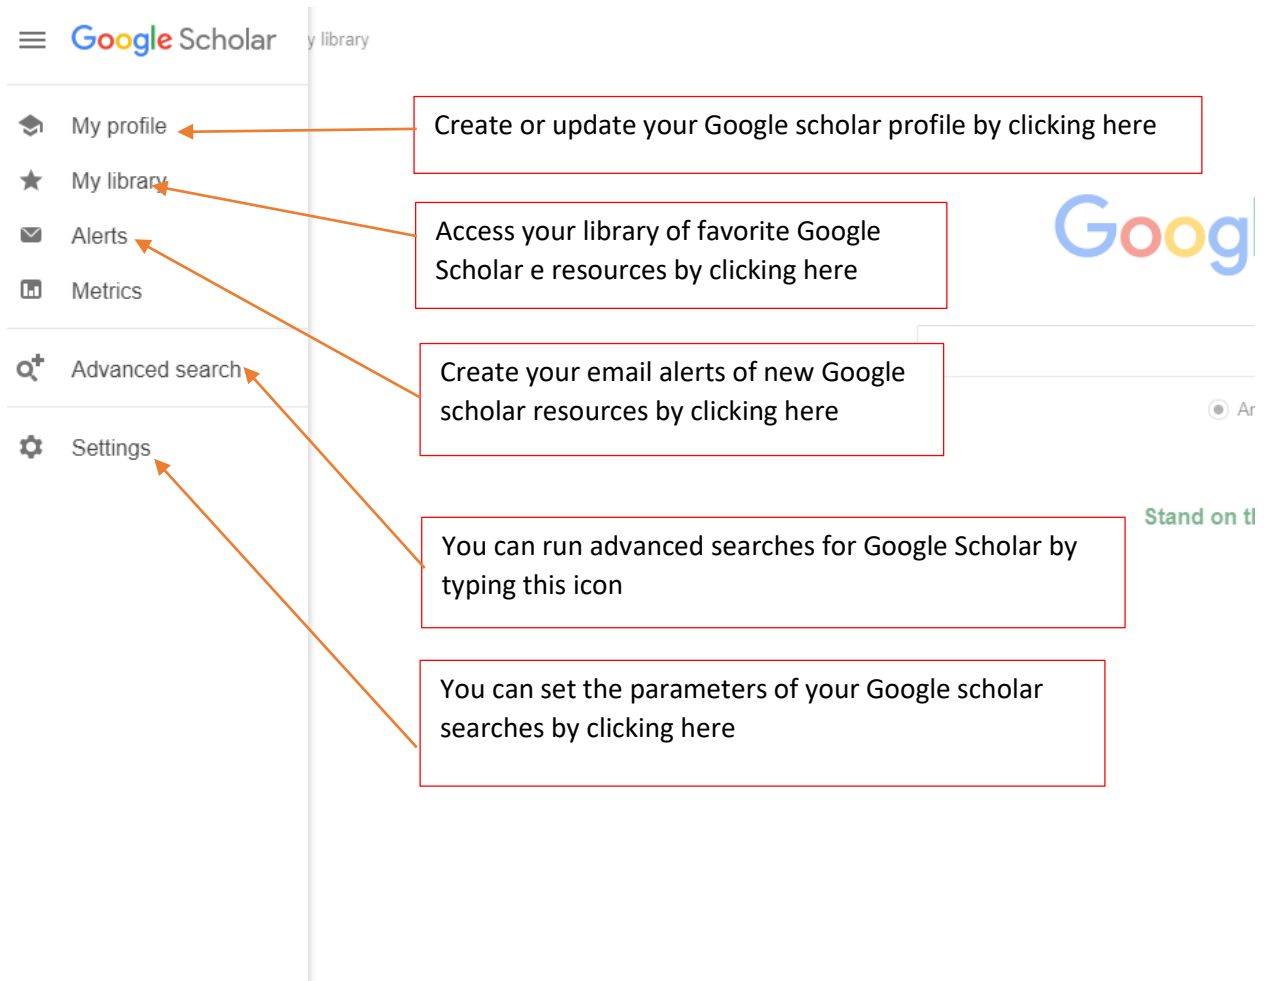 Google Scholar
y library
My profile
Create or update your Google scholar profile by clicking here
My library
Access your library of favorite Google
Scholar e resources by clicking here
Goog
Alerts
Metrics
Advanced search
Create your email alerts of new Google
scholar resources by clicking here
Ar
Settings
Stand on tl
You can run advanced searches for Google Scholar by
typing this icon
You can set the parameters of your Google scholar
searches by clicking here